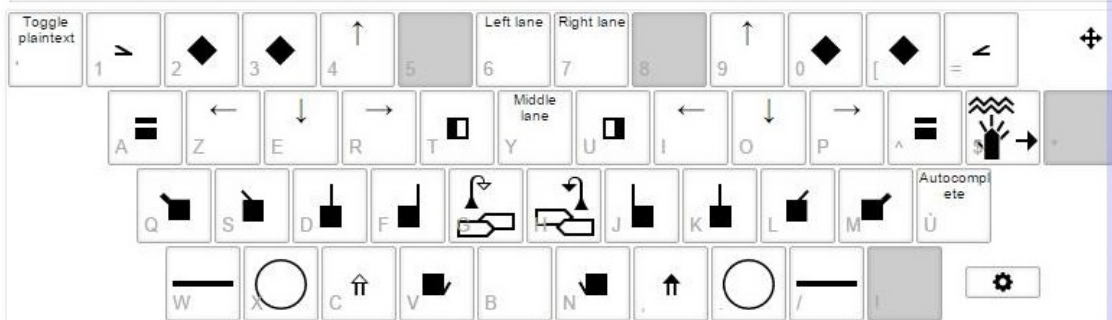 Toggle plaintext
'
1
2
3
4
5
Left lane
6
Right lane
7
8
9
0
[
=
A
Z
E
R
T
Middle lane
Y
U
I
O
P
^
$
*
Q
S
D
F
G
H
J
K
L
M
Autocomplete
Ù
W
X
C
V
B
N
,
.
/
!